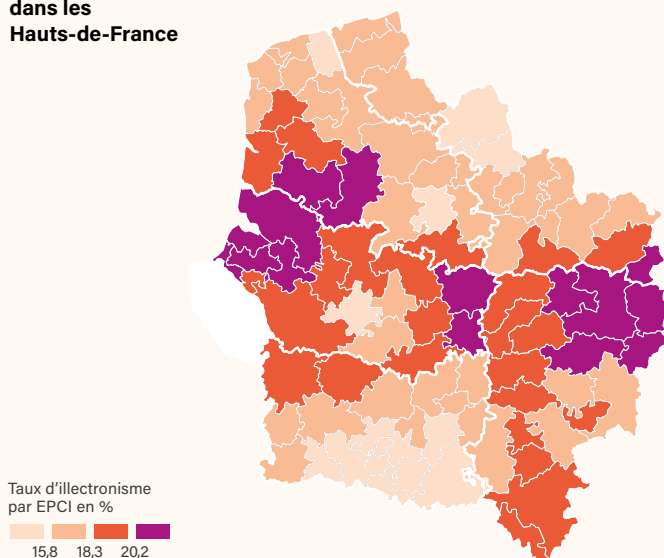 dans les
Hauts-de-France
Taux d'illectronisme
par EPCI en %
15,8 18,3 20,2